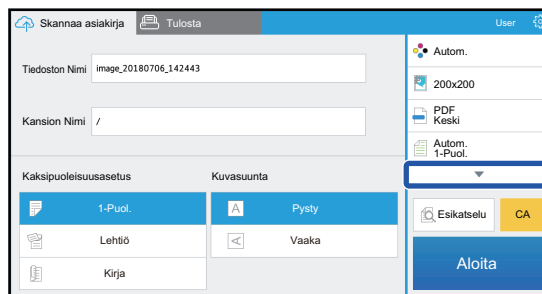 Skannaa asiakirja
Tulosta
User
Tiedoston Nimi
image_20180706_142443
Kansion Nimi
/
Kaksipuoleisuusasetus
Kuvasuunta
1-Puol.
Lehtiö
Kirja
A
Pysty
A
Vaaka
Autom.
200x200
PDF
Keski
Autom.
1-Puol.
Esikatselu
CA
Aloita